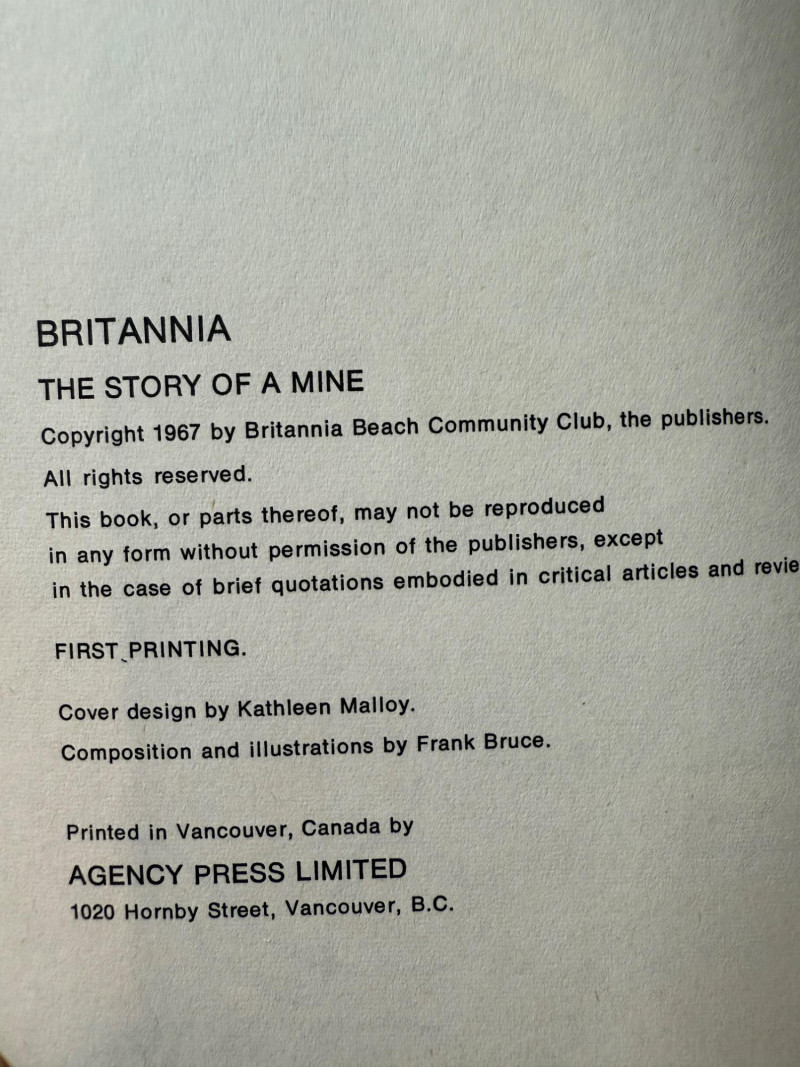 BRITANNIA
THE STORY OF A MINE
Copyright 1967 by Britannia Beach Community Club, the publishers.
All rights reserved.
This book, or parts thereof, may not be reproduced
in any form without permission of the publishers, except
in the case of brief quotations embodied in critical articles and revie
FIRST PRINTING.
Cover design by Kathleen Malloy.
Composition and illustrations by Frank Bruce.
Printed in Vancouver, Canada by
AGENCY PRESS LIMITED
1020 Hornby Street, Vancouver, B.C.